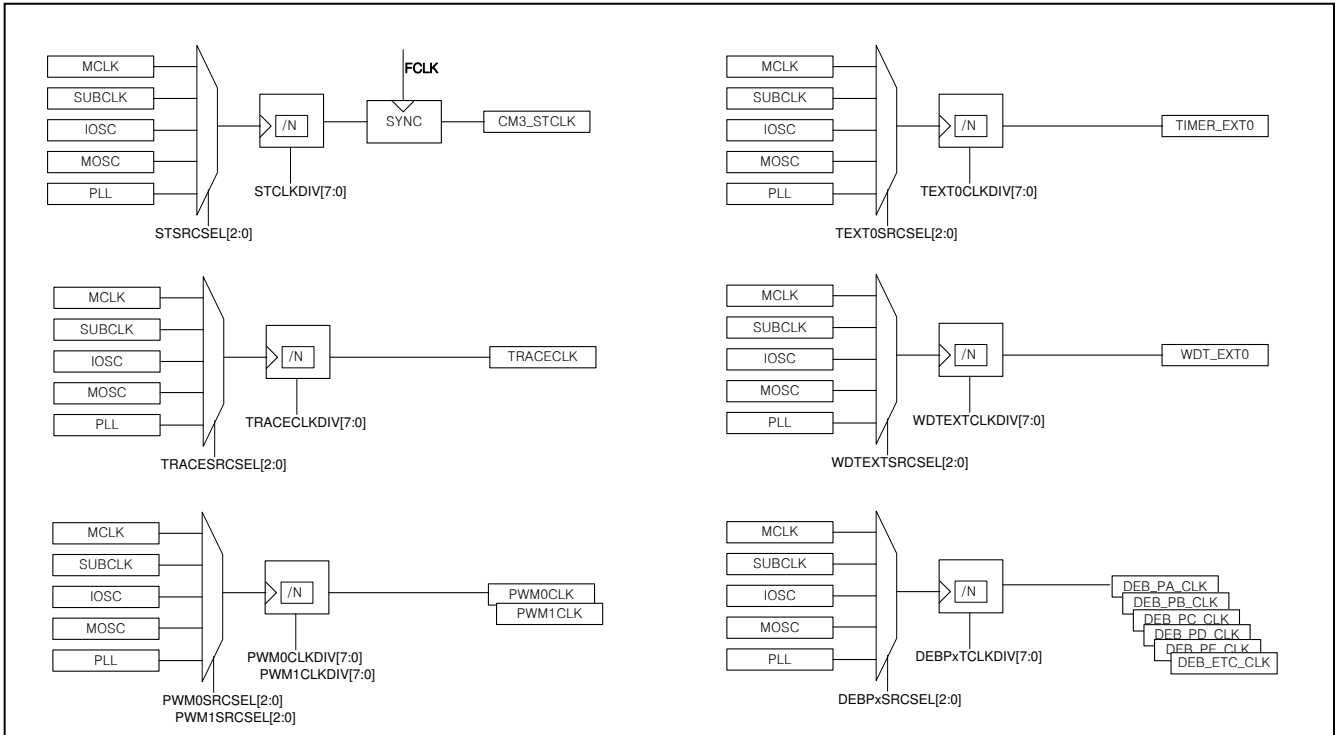 MCLK
SUBCLK
IOSC
MOSC
PLL
/N
STCLKDIV[7:0]
STSRCSEL[2:0]
FCLK
SYNC
CM3_STCLK
MCLK
SUBCLK
IOSC
MOSC
PLL
/N
TEXT0CLKDIV[7:0]
TEXT0SRCSEL[2:0]
TIMER_EXT0
MCLK
SUBCLK
IOSC
MOSC
PLL
/N
TRACECLKDIV[7:0]
TRACESRCSEL[2:0]
TRACECLK
MCLK
SUBCLK
IOSC
MOSC
PLL
/N
WDTEXTCLKDIV[7:0]
WDTEXTSRCSEL[2:0]
WDT_EXT0
MCLK
SUBCLK
IOSC
MOSC
PLL
/N
PWM0CLKDIV[7:0]
PWM1CLKDIV[7:0]
PWM0SRCSEL[2:0]
PWM1SRCSEL[2:0]
PWM0CLK
PWM1CLK
MCLK
SUBCLK
IOSC
MOSC
PLL
/N
DEBPxTCLKDIV[7:0]
DEBPxSRCSEL[2:0]
DEB_PA_CLK
DEB_PB_CLK
DEB_PC_CLK
DEB_PD_CLK
DEB_PE_CLK
DEB_ETC_CLK